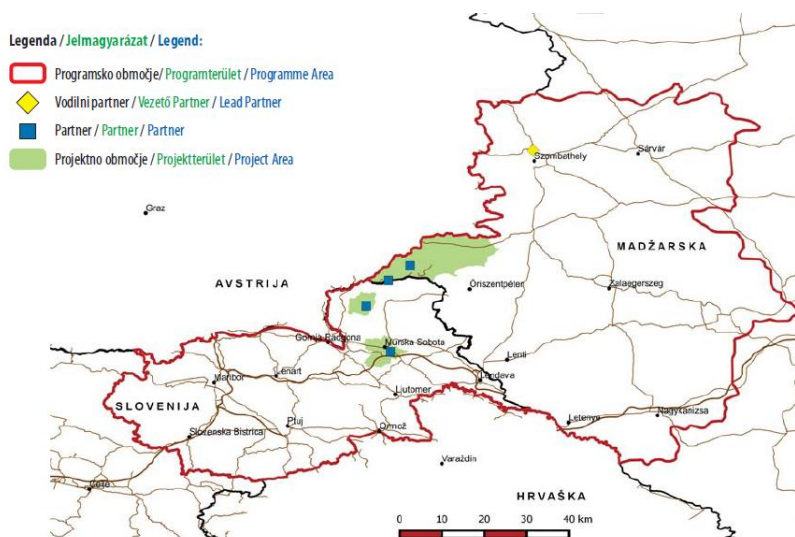 Legenda / Jelmagyarázat / Legend:
Programsko območje/ Programterület / Programme Area
Vodilni partner / Vezető Partner / Lead Partner
Partner / Partner / Partner
Projektno območje / Projektterület / Project Area
Szombathely
Sárvár
Graz
MADŽARSKA
AVSTRIJA
Őriszentpéter
Zalaegerszeg
Gornja Radgona
Murska Sobota
Lenti
Maribor
Lenart
Lendava
Ljutomer
SLOVENIJA
Ptuj
Ormož
Letenye
Nagykanizsa
Slovenska Bistrica
Varaždin
Celje
HRVAŠKA
0 10 20 30 40 km